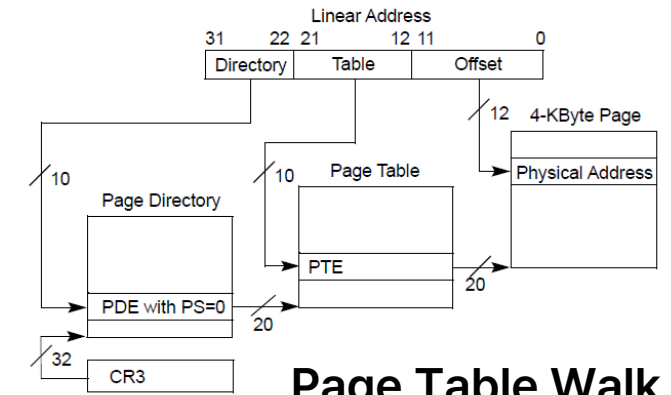 Linear Address
31 22 21 12 11 0
Directory Table Offset
12 4-KByte Page
10 10 Page Table Physical Address
Page Directory
PTE
20
PDE with PS=0
20
32
CR3
Page Table Walk